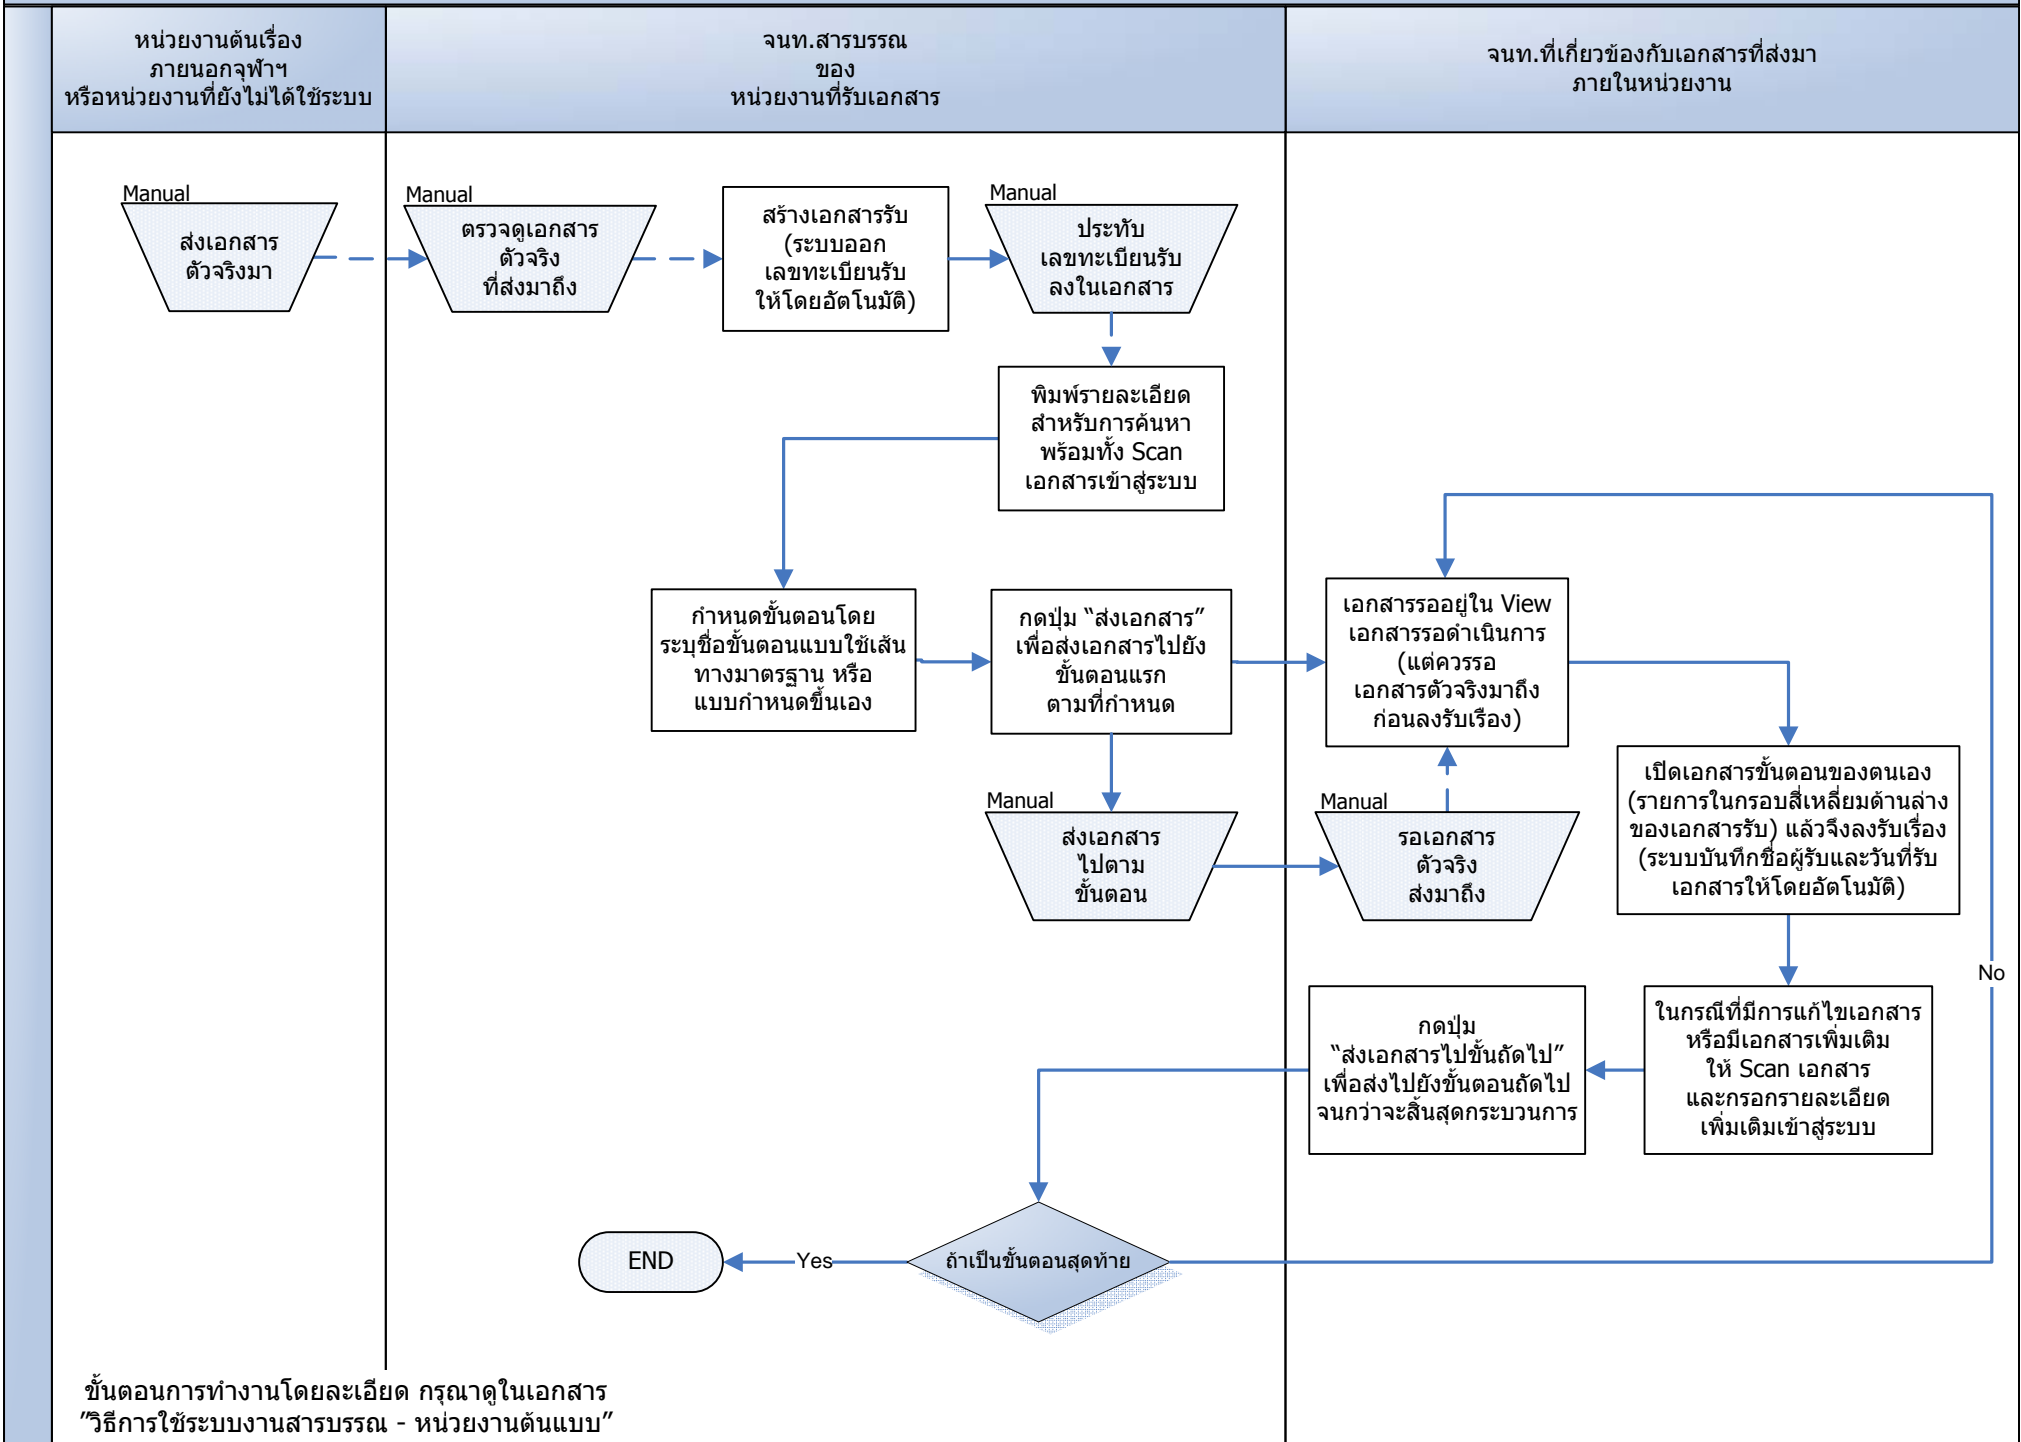 หน่วยงานต้นเรื่อง
ภายนอกจุฬาฯ
หรือหน่วยงานที่ยังไม่ได้ใช้ระบบ
จนท.สารบรรณ
ของ
หน่วยงานที่รับเอกสาร
จนท.ที่เกี่ยวข้องกับเอกสารที่ส่งมา
ภายในหน่วยงาน
Manual
ส่งเอกสาร
ตัวจริงมา
Manual
ตรวจดูเอกสาร
ตัวจริง
ที่ส่งมาถึง
สร้างเอกสารรับ
(ระบบออก
เลขทะเบียนรับ
ให้โดยอัตโนมัติ)
Manual
ประทับ
เลขทะเบียนรับ
ลงในเอกสาร
พิมพ์รายละเอียด
สำหรับการค้นหา
พร้อมทั้ง Scan
เอกสารเข้าสู่ระบบ
กำหนดขั้นตอนโดย
ระบุชื่อขั้นตอนแบบใช้เส้น
ทางมาตรฐาน หรือ
แบบกำหนดขึ้นเอง
กดปุ่ม “ส่งเอกสาร”
เพื่อส่งเอกสารไปยัง
ขั้นตอนแรก
ตามที่กำหนด
เอกสารรออยู่ใน View
เอกสารรอดำเนินการ
(แต่ควรรอ
เอกสารตัวจริงมาถึง
ก่อนลงรับเรื่อง)
เปิดเอกสารขั้นตอนของตนเอง
(รายการในกรอบสี่เหลี่ยมด้านล่าง
ของเอกสารรับ) แล้วจึงลงรับเรื่อง
(ระบบบันทึกชื่อผู้รับและวันที่รับ
เอกสารให้โดยอัตโนมัติ)
Manual
ส่งเอกสาร
ไปตาม
ขั้นตอน
Manual
รอเอกสาร
ตัวจริง
ส่งมาถึง
No
กดปุ่ม
“ส่งเอกสารไปขั้นถัดไป”
เพื่อส่งไปยังขั้นตอนถัดไป
จนกว่าจะสิ้นสุดกระบวนการ
ในกรณีที่มีการแก้ไขเอกสาร
หรือมีเอกสารเพิ่มเติม
ให้ Scan เอกสาร
และกรอกรายละเอียด
เพิ่มเติมเข้าสู่ระบบ
END
Yes
ถ้าเป็นขั้นตอนสุดท้าย
ขั้นตอนการทำงานโดยละเอียด กรุณาดูในเอกสาร
”วิธีการใช้ระบบงานสารบรรณ - หน่วยงานต้นแบบ”